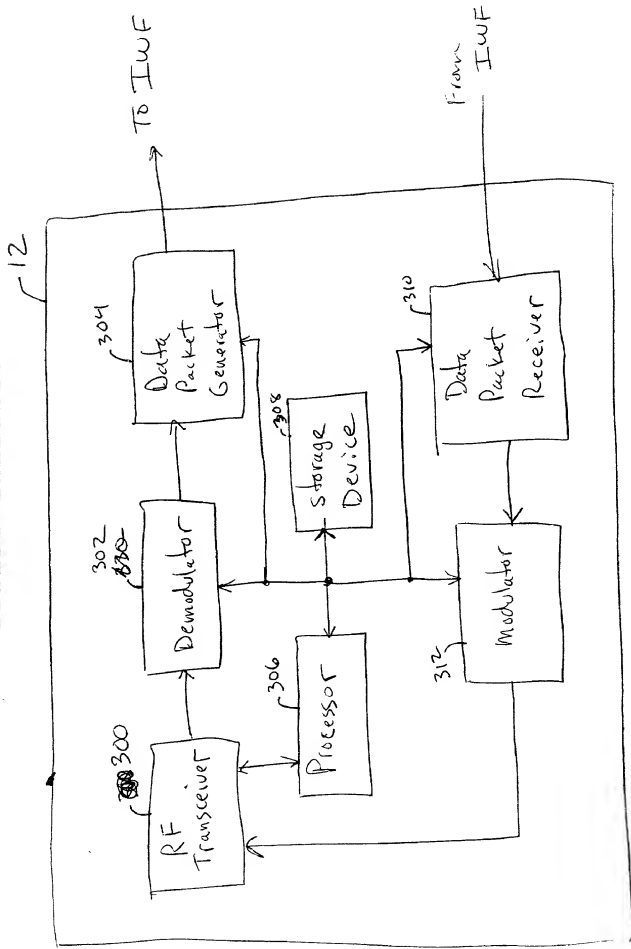 12
To IWF
304
Data
Packet
Generator
302
Demodulator
300
RF
Transceiver
308
Storage
Device
306
Processor
From
IWF
310
Data
Packet
Receiver
312
Modulator